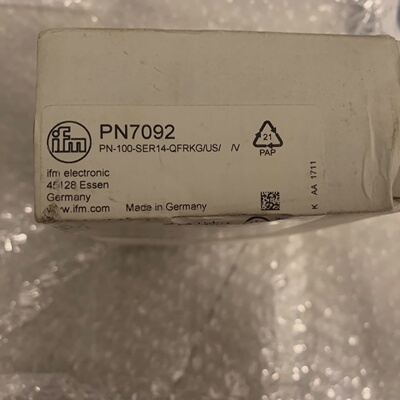 ifm
PN7092
PN-100-SER14-QFRKG/US/ /V
ifm electronic
45128 Essen
Germany
www.ifm.com Made in Germany
21
PAP
K AA 1711